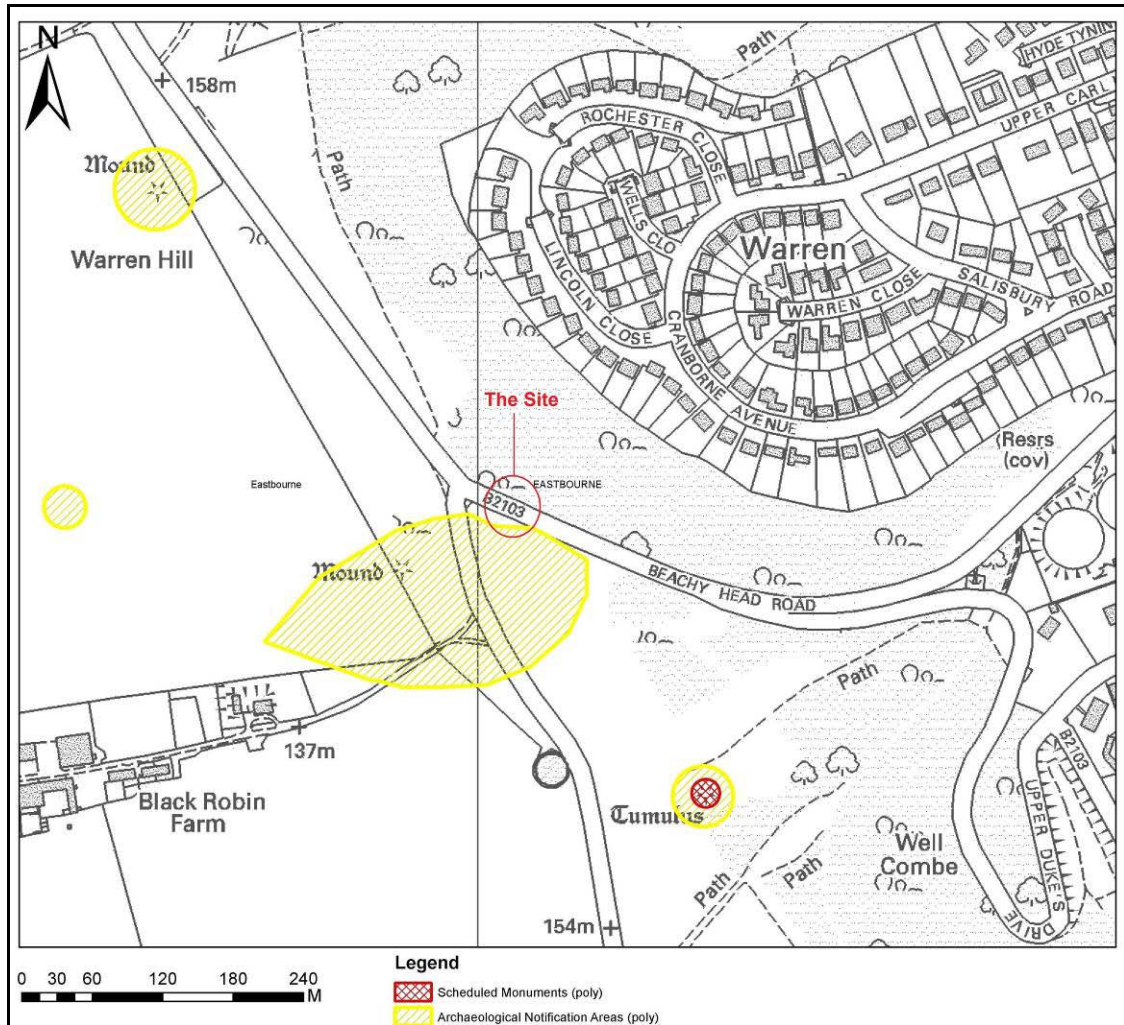 N
158m
Path
Path
HYDE TYNIN
UPPER CARL
ROCHESTER CLOSE
WELLS CLO
Mound
Warren Hill
LINCOLN CLOSE
Warren
WARREN CLOSE
SALISBURY ROAD
CRANBORNE AVENUE
The Site
Resrs
(cov)
Eastbourne
EASTBOURNE
B2103
Mound
BEACHY HEAD ROAD
Path
B2103
137m
Black Robin
Farm
Tumulus
Well
Combe
UPPER DUKE'S
DRIVE
Path
Path
154m
Legend
0 30 60 120 180 240
M
Scheduled Monuments (poly)
Archaeological Notification Areas (poly)